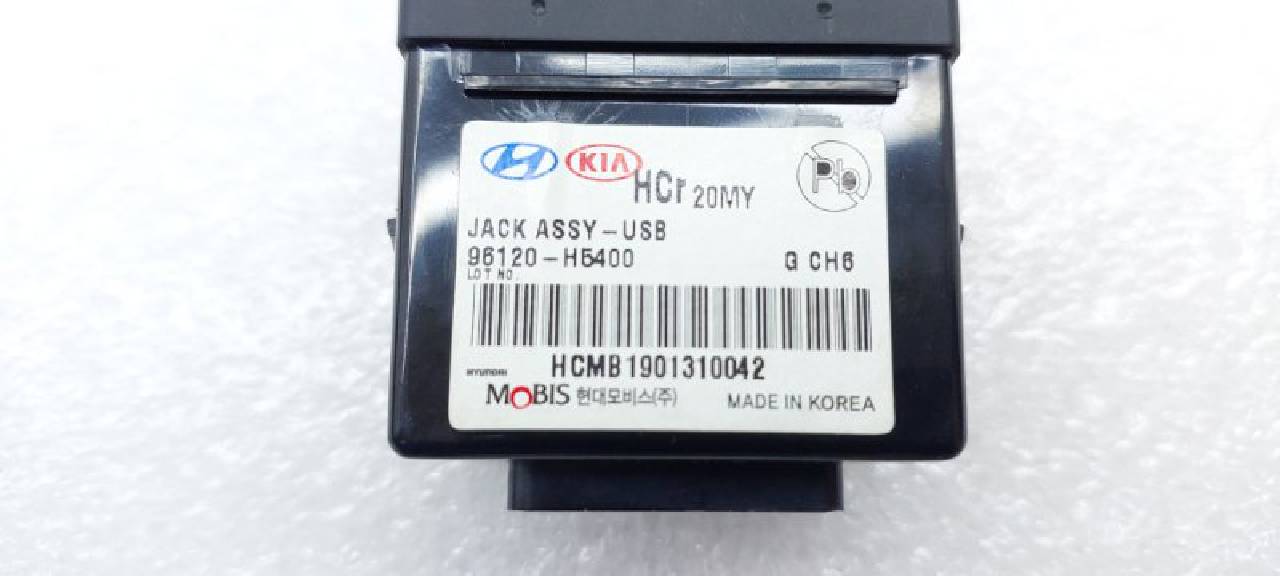 KIA HCr 20MY Pb
JACK ASSY-USB
96120-H5400 G CH6
LOT NO.
HCMB1901310042
HYUNDAI
MOBIS 현대모비스(주) MADE IN KOREA